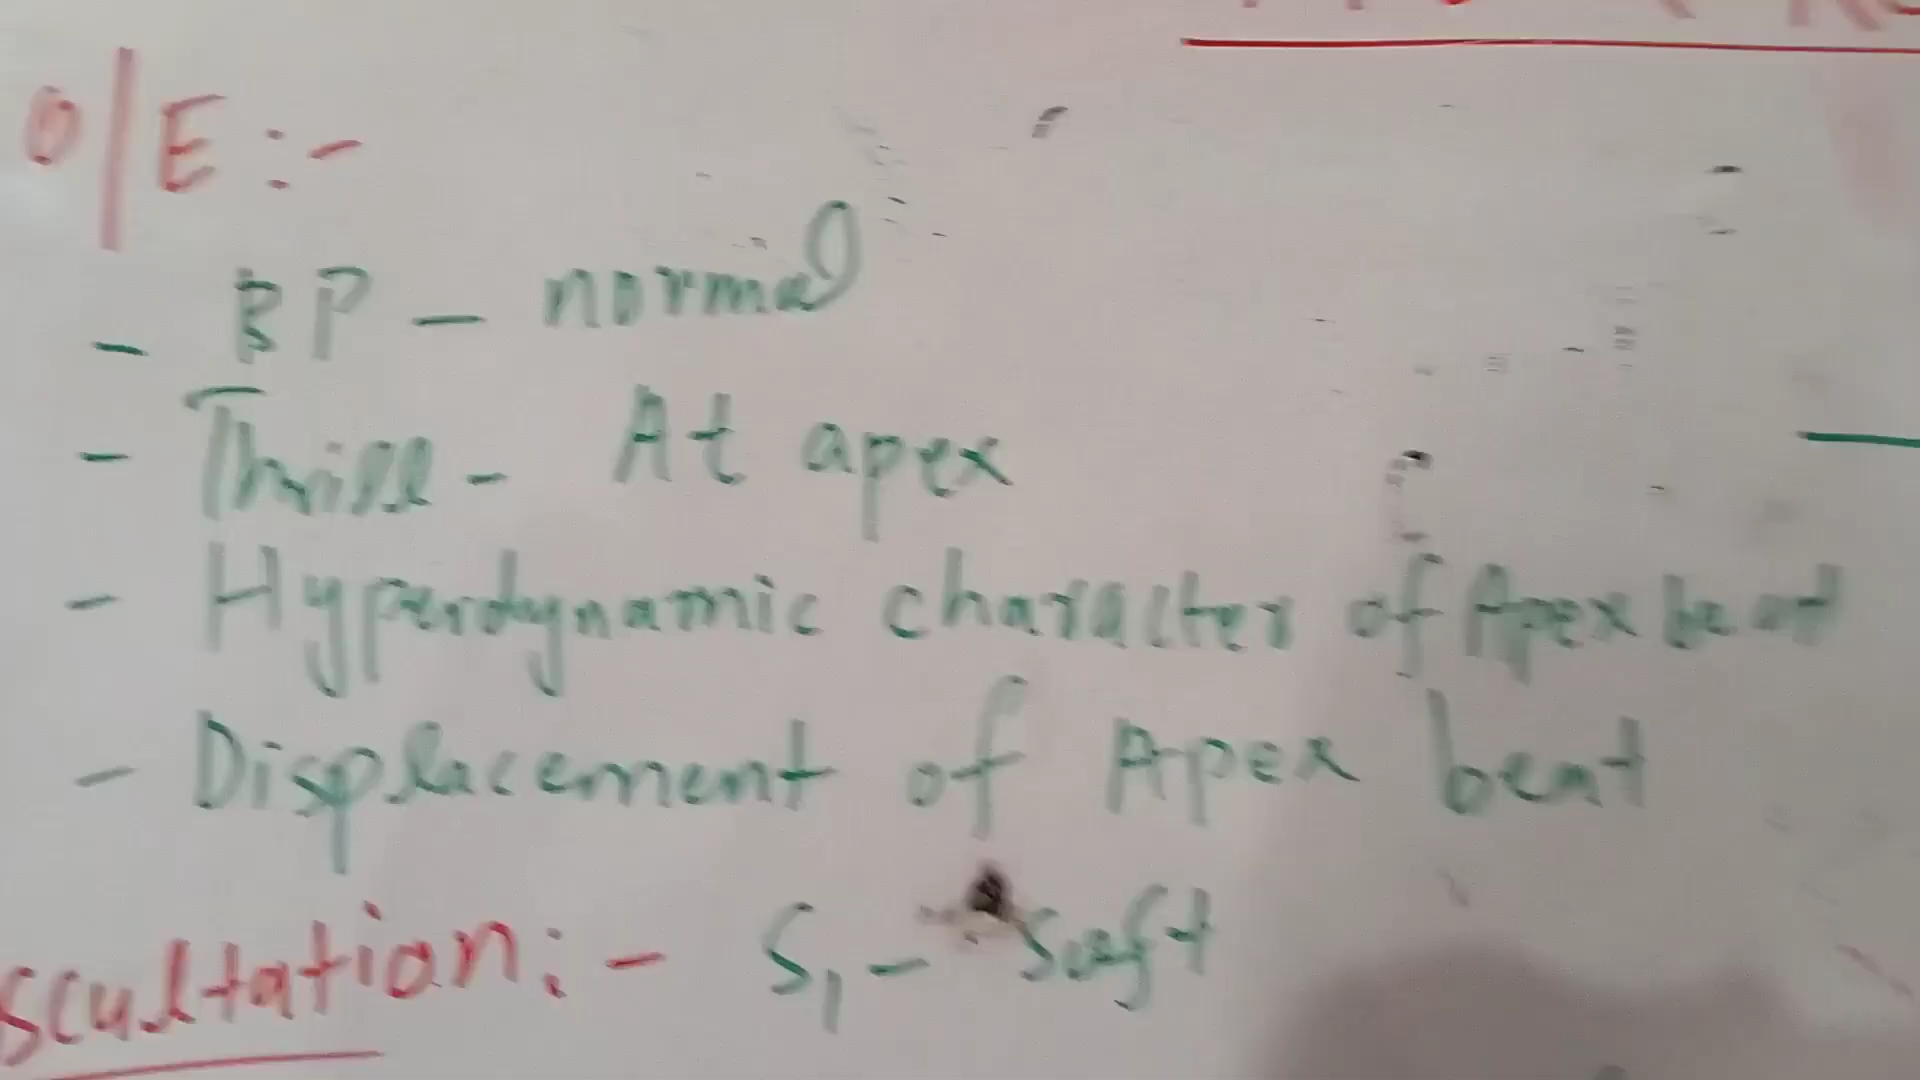 O/E :-
- BP - normal
- Thrill - At apex
- Hyperdynamic character of Apex beat
- Displacement of Apex beat
scultation :- S₁ - Soft